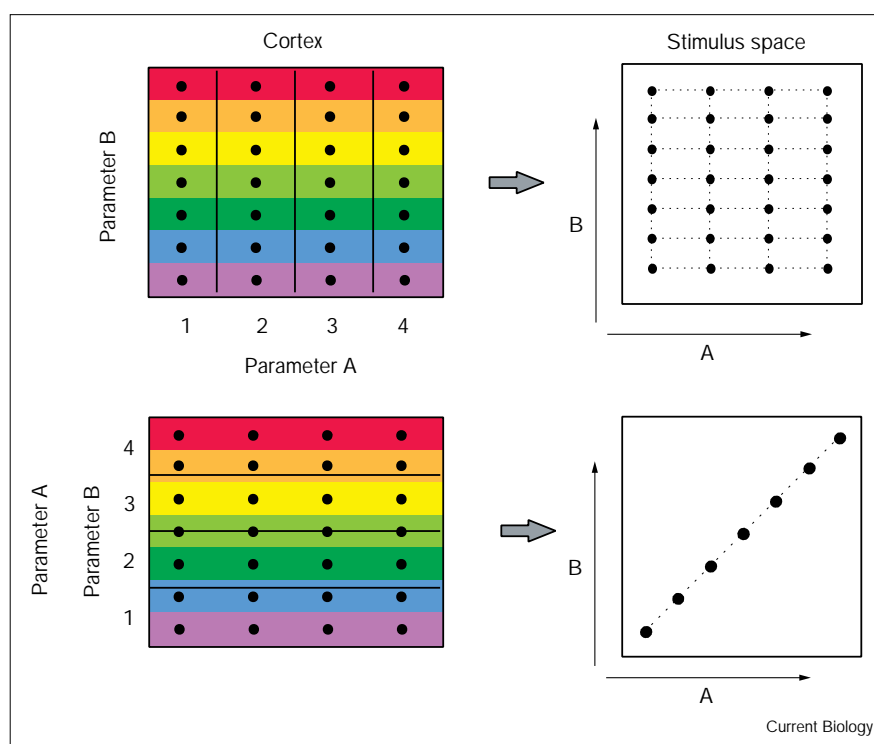 Cortex
Stimulus space
Parameter B
B
A
1 2 3 4
Parameter A
Parameter A
Parameter B
4
3
2
1
B
A
Current Biology